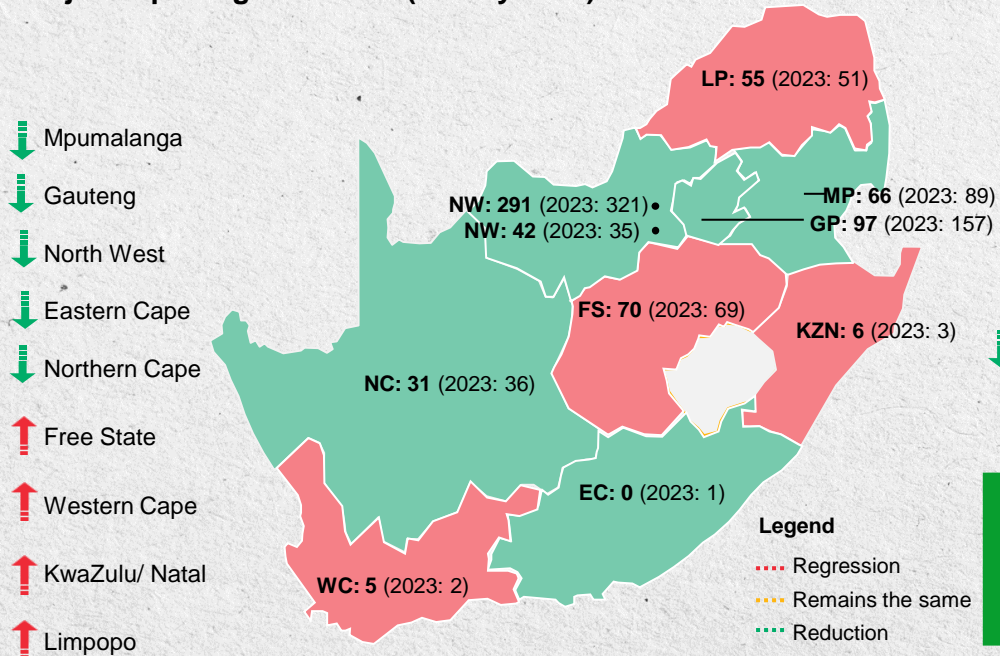 Mpumalanga
Gauteng
North West
Eastern Cape
Northern Cape
Free State
Western Cape
KwaZulu/ Natal
Limpopo
LP: 55 (2023: 51)
NW: 291 (2023: 321)
NW: 42 (2023: 35)
MP: 66 (2023: 89)
GP: 97 (2023: 157)
FS: 70 (2023: 69)
KZN: 6 (2023: 3)
NC: 31 (2023: 36)
EC: 0 (2023: 1)
WC: 5 (2023: 2)
Legend
Regression
Remains the same
Reduction